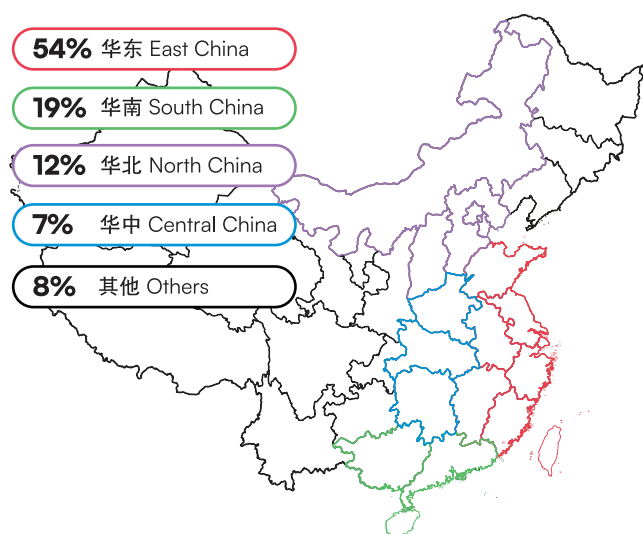 54% 华东 East China
19% 华南 South China
12% 华北 North China
7% 华中 Central China
8% 其他 Others